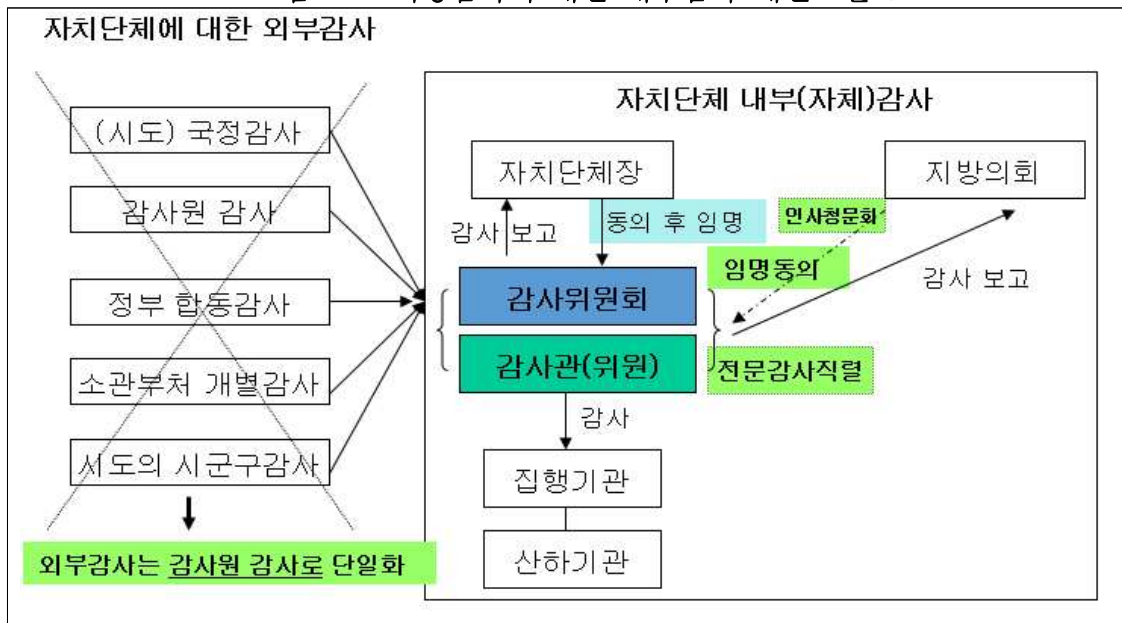 자치단체에 대한 외부감사
(시도) 국정감사
감사원 감사
정부 합동감사
소관부처 개별감사
시도의 시군구감사
외부감사는 감사원 감사로 단일화
자치단체 내부(자체)감사
자치단체장
지방의회
감사 보고
동의 후 임명
인사청문회
임명동의
감사 보고
감사위원회
감사관(위원)
전문감사직렬
감사
집행기관
산하기관